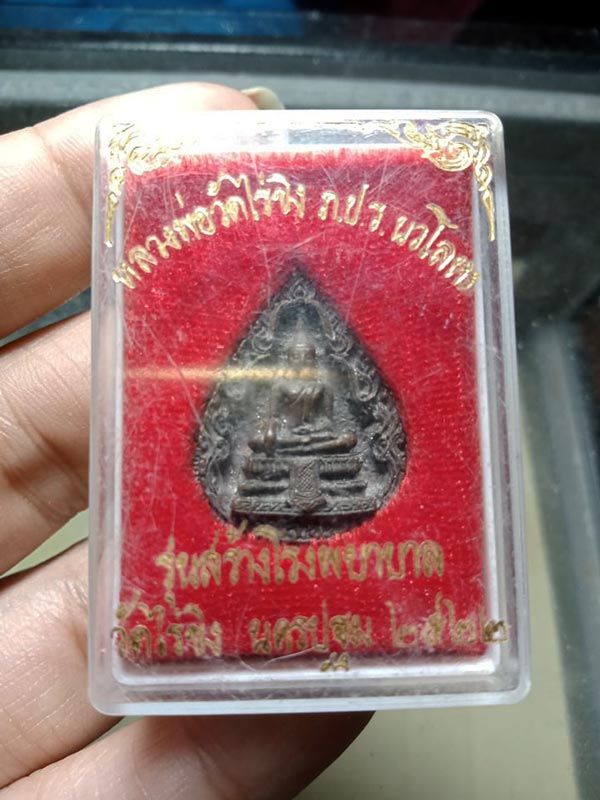 หลวงพ่อวัดไร่ขิง ภ.ป.ร. นวโลหะ
รุ่นสร้างโรงพยาบาล
วัดไร่ขิง นครปฐม ๒๕๒๒